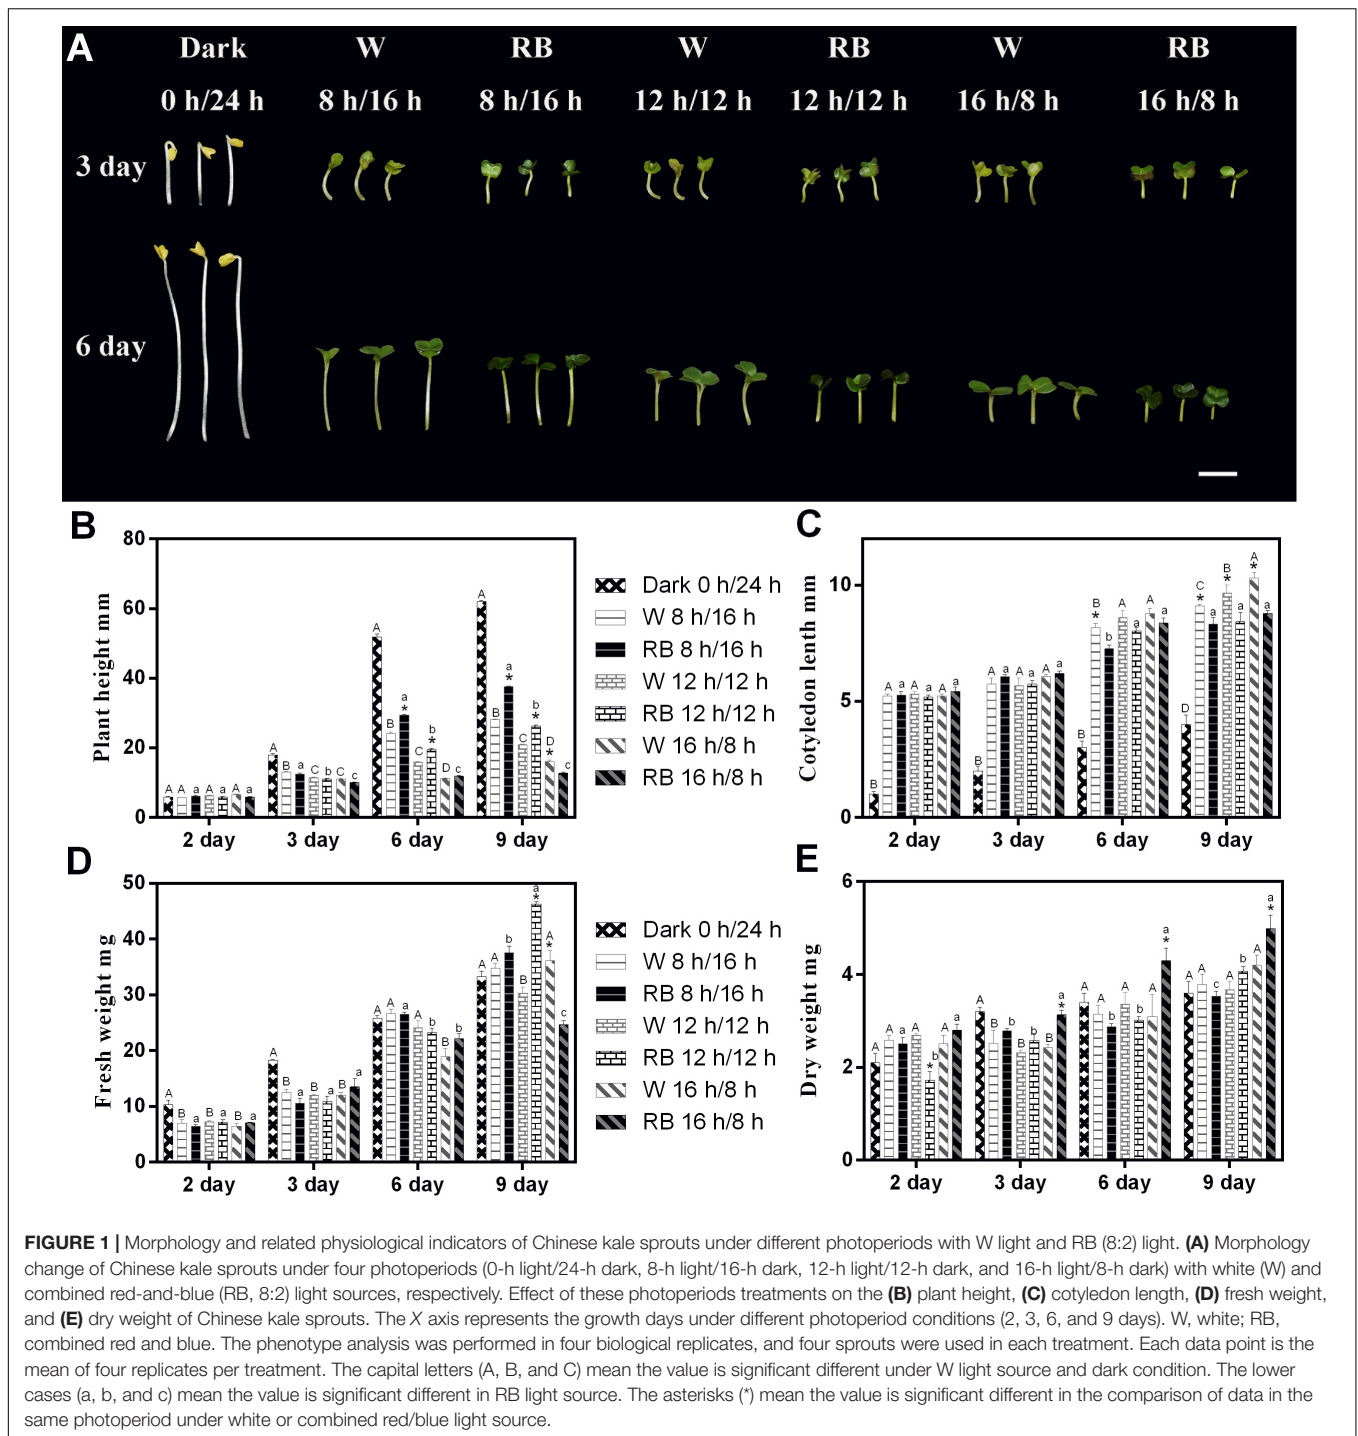 A
Dark W RB W RB W RB
0 h/24 h 8 h/16 h 8 h/16 h 12 h/12 h 12 h/12 h 16 h/8 h 16 h/8 h
3 day
6 day
B
Plant height mm
80
60
40
20
0
A A a A a A a
A B a C b C c
A B a * C b * D c
A B a * C b * D * c
2 day 3 day 6 day 9 day
Dark 0 h/24 h
W 8 h/16 h
RB 8 h/16 h
W 12 h/12 h
RB 12 h/12 h
W 16 h/8 h
RB 16 h/8 h
C
Cotyledon lenth mm
10
5
0
B A a A a A a
B A a A a A a
B B * b A a A a
D C * a B * a A * a
2 day 3 day 6 day 9 day
D
Fresh weight mg
50
40
30
20
10
0
A B a B a B a
A B a B a B a
A A a A b B b
A A b B a * A * c
2 day 3 day 6 day 9 day
Dark 0 h/24 h
W 8 h/16 h
RB 8 h/16 h
W 12 h/12 h
RB 12 h/12 h
W 16 h/8 h
RB 16 h/8 h
E
Dry weight mg
6
4
2
0
A A a A b * A a
A B b B b B a *
A A b A b A a *
A A c A b A a *
2 day 3 day 6 day 9 day
FIGURE 1 | Morphology and related physiological indicators of Chinese kale sprouts under different photoperiods with W light and RB (8:2) light. (A) Morphology
change of Chinese kale sprouts under four photoperiods (0-h light/24-h dark, 8-h light/16-h dark, 12-h light/12-h dark, and 16-h light/8-h dark) with white (W) and
combined red-and-blue (RB, 8:2) light sources, respectively. Effect of these photoperiods treatments on the (B) plant height, (C) cotyledon length, (D) fresh weight,
and (E) dry weight of Chinese kale sprouts. The X axis represents the growth days under different photoperiod conditions (2, 3, 6, and 9 days). W, white; RB,
combined red and blue. The phenotype analysis was performed in four biological replicates, and four sprouts were used in each treatment. Each data point is the
mean of four replicates per treatment. The capital letters (A, B, and C) mean the value is significant different under W light source and dark condition. The lower
cases (a, b, and c) mean the value is significant different in RB light source. The asterisks (*) mean the value is significant different in the comparison of data in the
same photoperiod under white or combined red/blue light source.